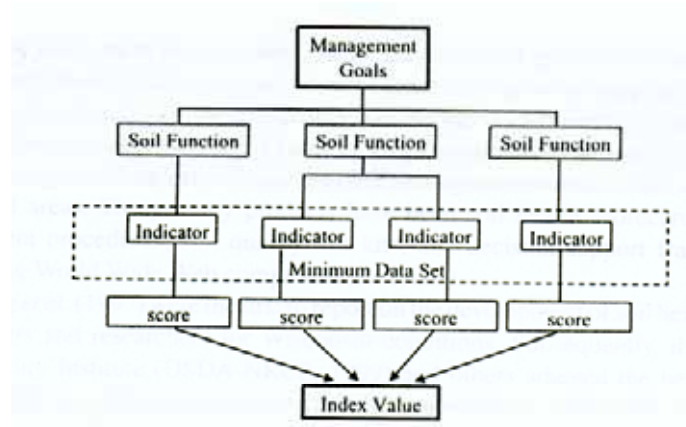 Management
Goals
Soil Function
Soil Function
Soil Function
Indicator
Indicator
Indicator
Indicator
Minimum Data Set
score
score
score
score
Index Value